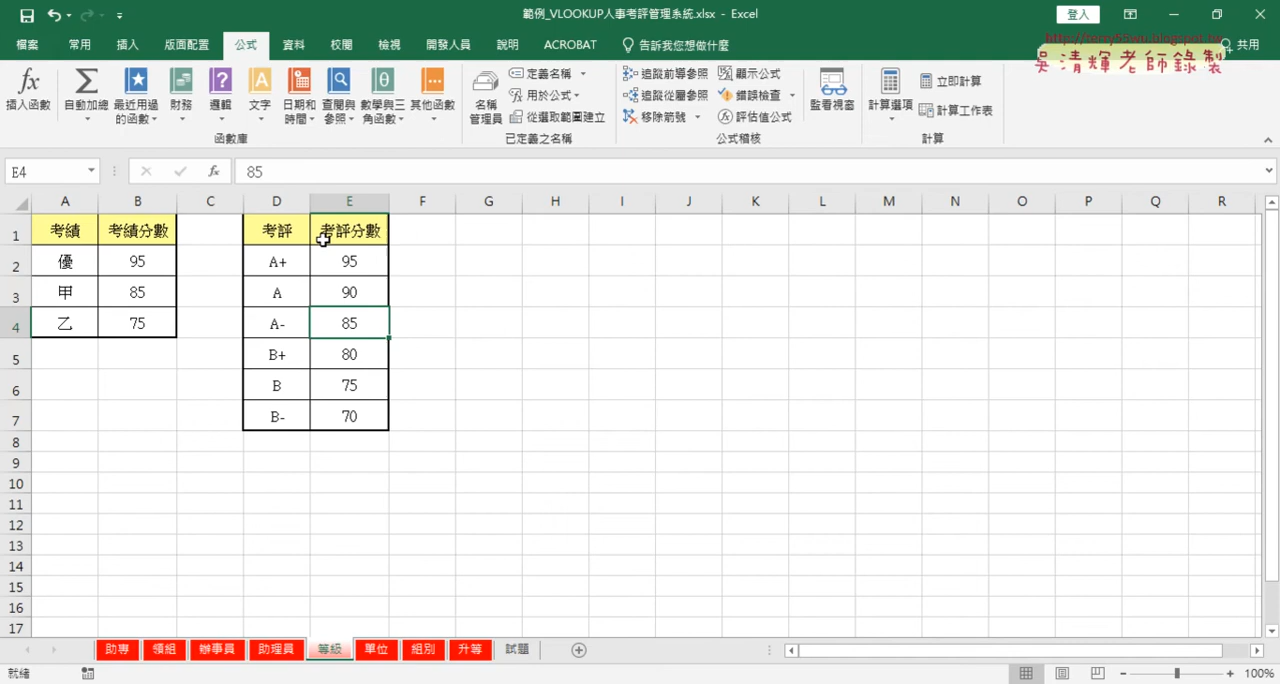 範例_VLOOKUP人事考評管理系統.xlsx - Excel
登入
http://terry55wu.blogspot.tw
吳清輝老師錄製
檔案 常用 插入 版面配置 公式 資料 校閱 檢視 開發人員 說明 ACROBAT 告訴我您想做什麼 共用
插入函數 自動加總 最近用過的函數 財務 邏輯 文字 日期和時間 查閱與參照 數學與三角函數 其他函數
函數庫
名稱管理員 定義名稱 用於公式 從選取範圍建立
已定義之名稱
追蹤前導參照 追蹤從屬參照 移除箭號 顯示公式 錯誤檢查 評估值公式 監看視窗
公式稽核
計算選項 立即計算 計算工作表
計算
E4 fx 85
A B C D E F G H I J K L M N O P Q R
1 考績 考績分數 考評 考評分數
2 優 95 A+ 95
3 甲 85 A 90
4 乙 75 A- 85
5 B+ 80
6 B 75
7 B- 70
8
9
10
11
12
13
14
15
16
17
助專 領組 辦事員 助理員 等級 單位 組別 升等 試題
就緒 100%